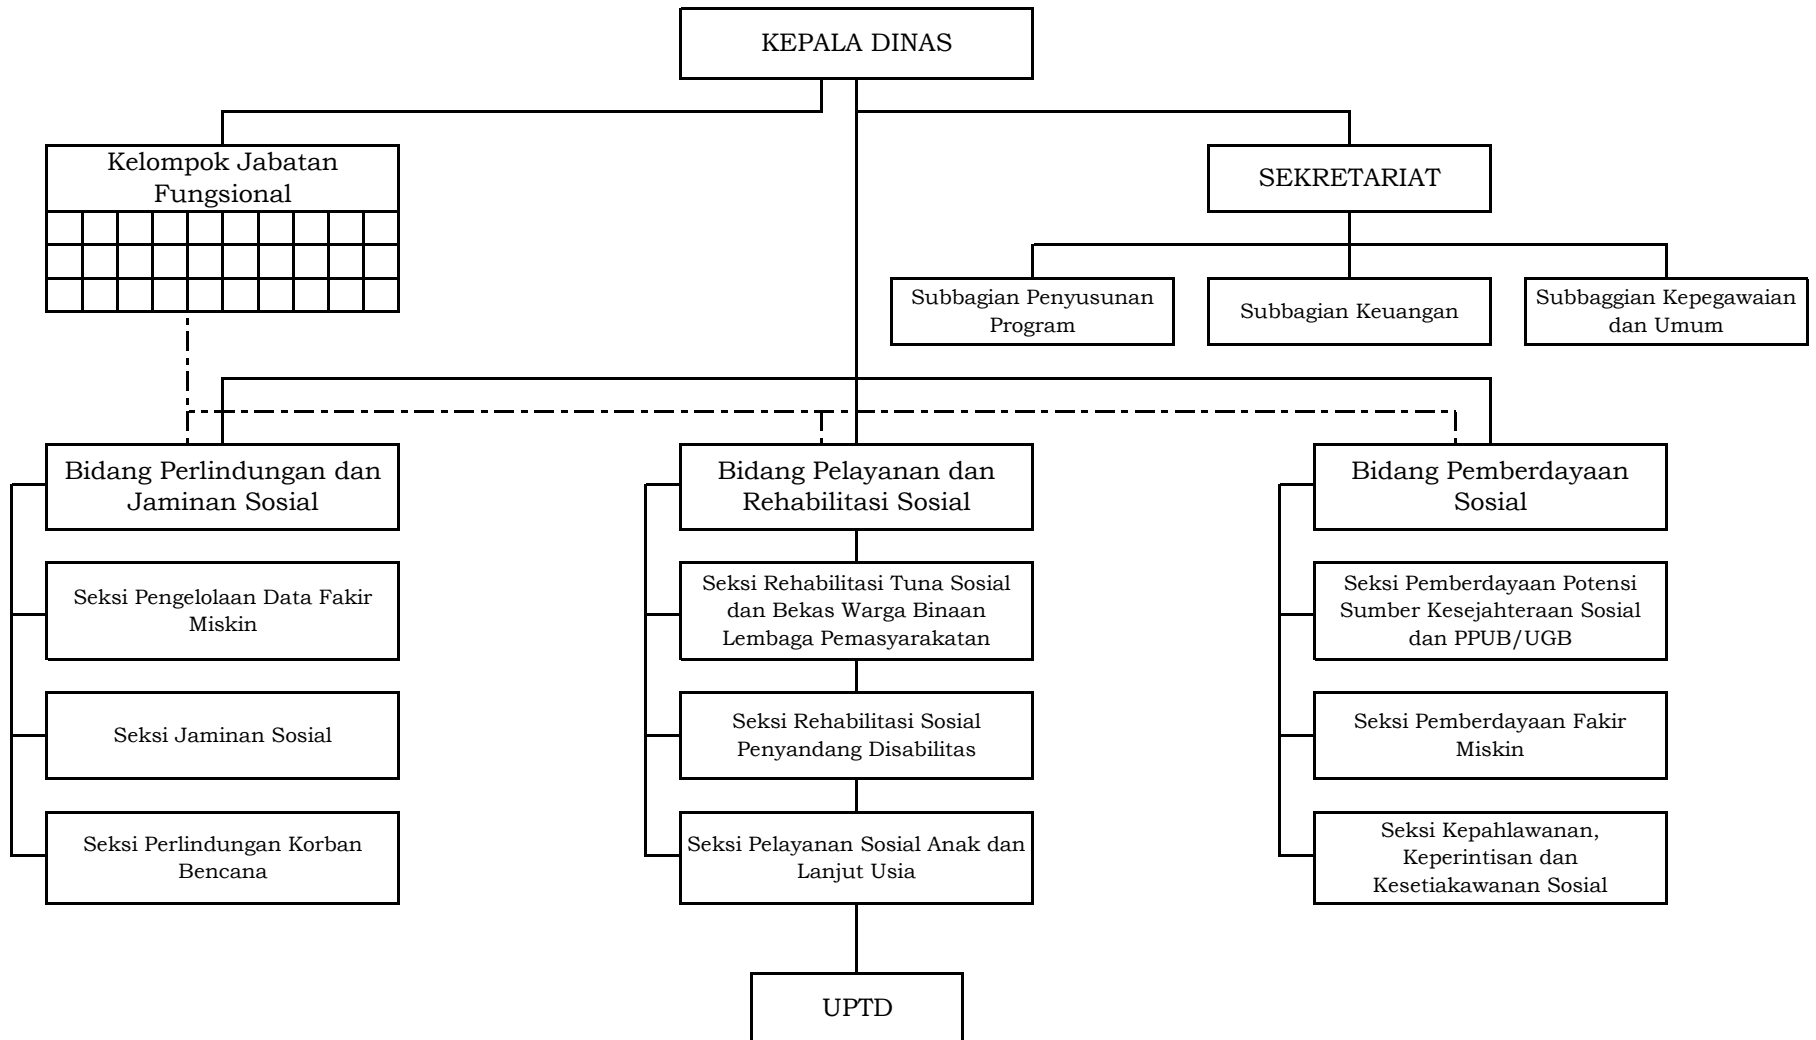 KEPALA DINAS
Kelompok Jabatan
Fungsional
SEKRETARIAT
Subbagian Penyusunan
Program
Subbagian Keuangan
Subbaggian Kepegawaian
dan Umum
Bidang Perlindungan dan
Jaminan Sosial
Bidang Pelayanan dan
Rehabilitasi Sosial
Bidang Pemberdayaan
Sosial
Seksi Pengelolaan Data Fakir
Miskin
Seksi Rehabilitasi Tuna Sosial
dan Bekas Warga Binaan
Lembaga Pemasyarakatan
Seksi Pemberdayaan Potensi
Sumber Kesejahteraan Sosial
dan PPUB/UGB
Seksi Jaminan Sosial
Seksi Rehabilitasi Sosial
Penyandang Disabilitas
Seksi Pemberdayaan Fakir
Miskin
Seksi Perlindungan Korban
Bencana
Seksi Pelayanan Sosial Anak dan
Lanjut Usia
Seksi Kepahlawanan,
Keperintisan dan
Kesetiakawanan Sosial
UPTD